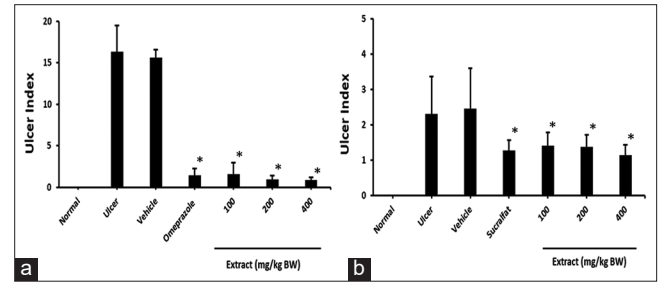 20
15
10
5
0
Ulcer Index
*
*
*
*
Normal
Ulcer
Vehicle
Omeprazole
100
200
400
Extract (mg/kg BW)
a
5
4
3
2
1
0
Ulcer Index
*
*
*
*
Normal
Ulcer
Vehicle
Sucralfat
100
200
400
Extract (mg/kg BW)
b